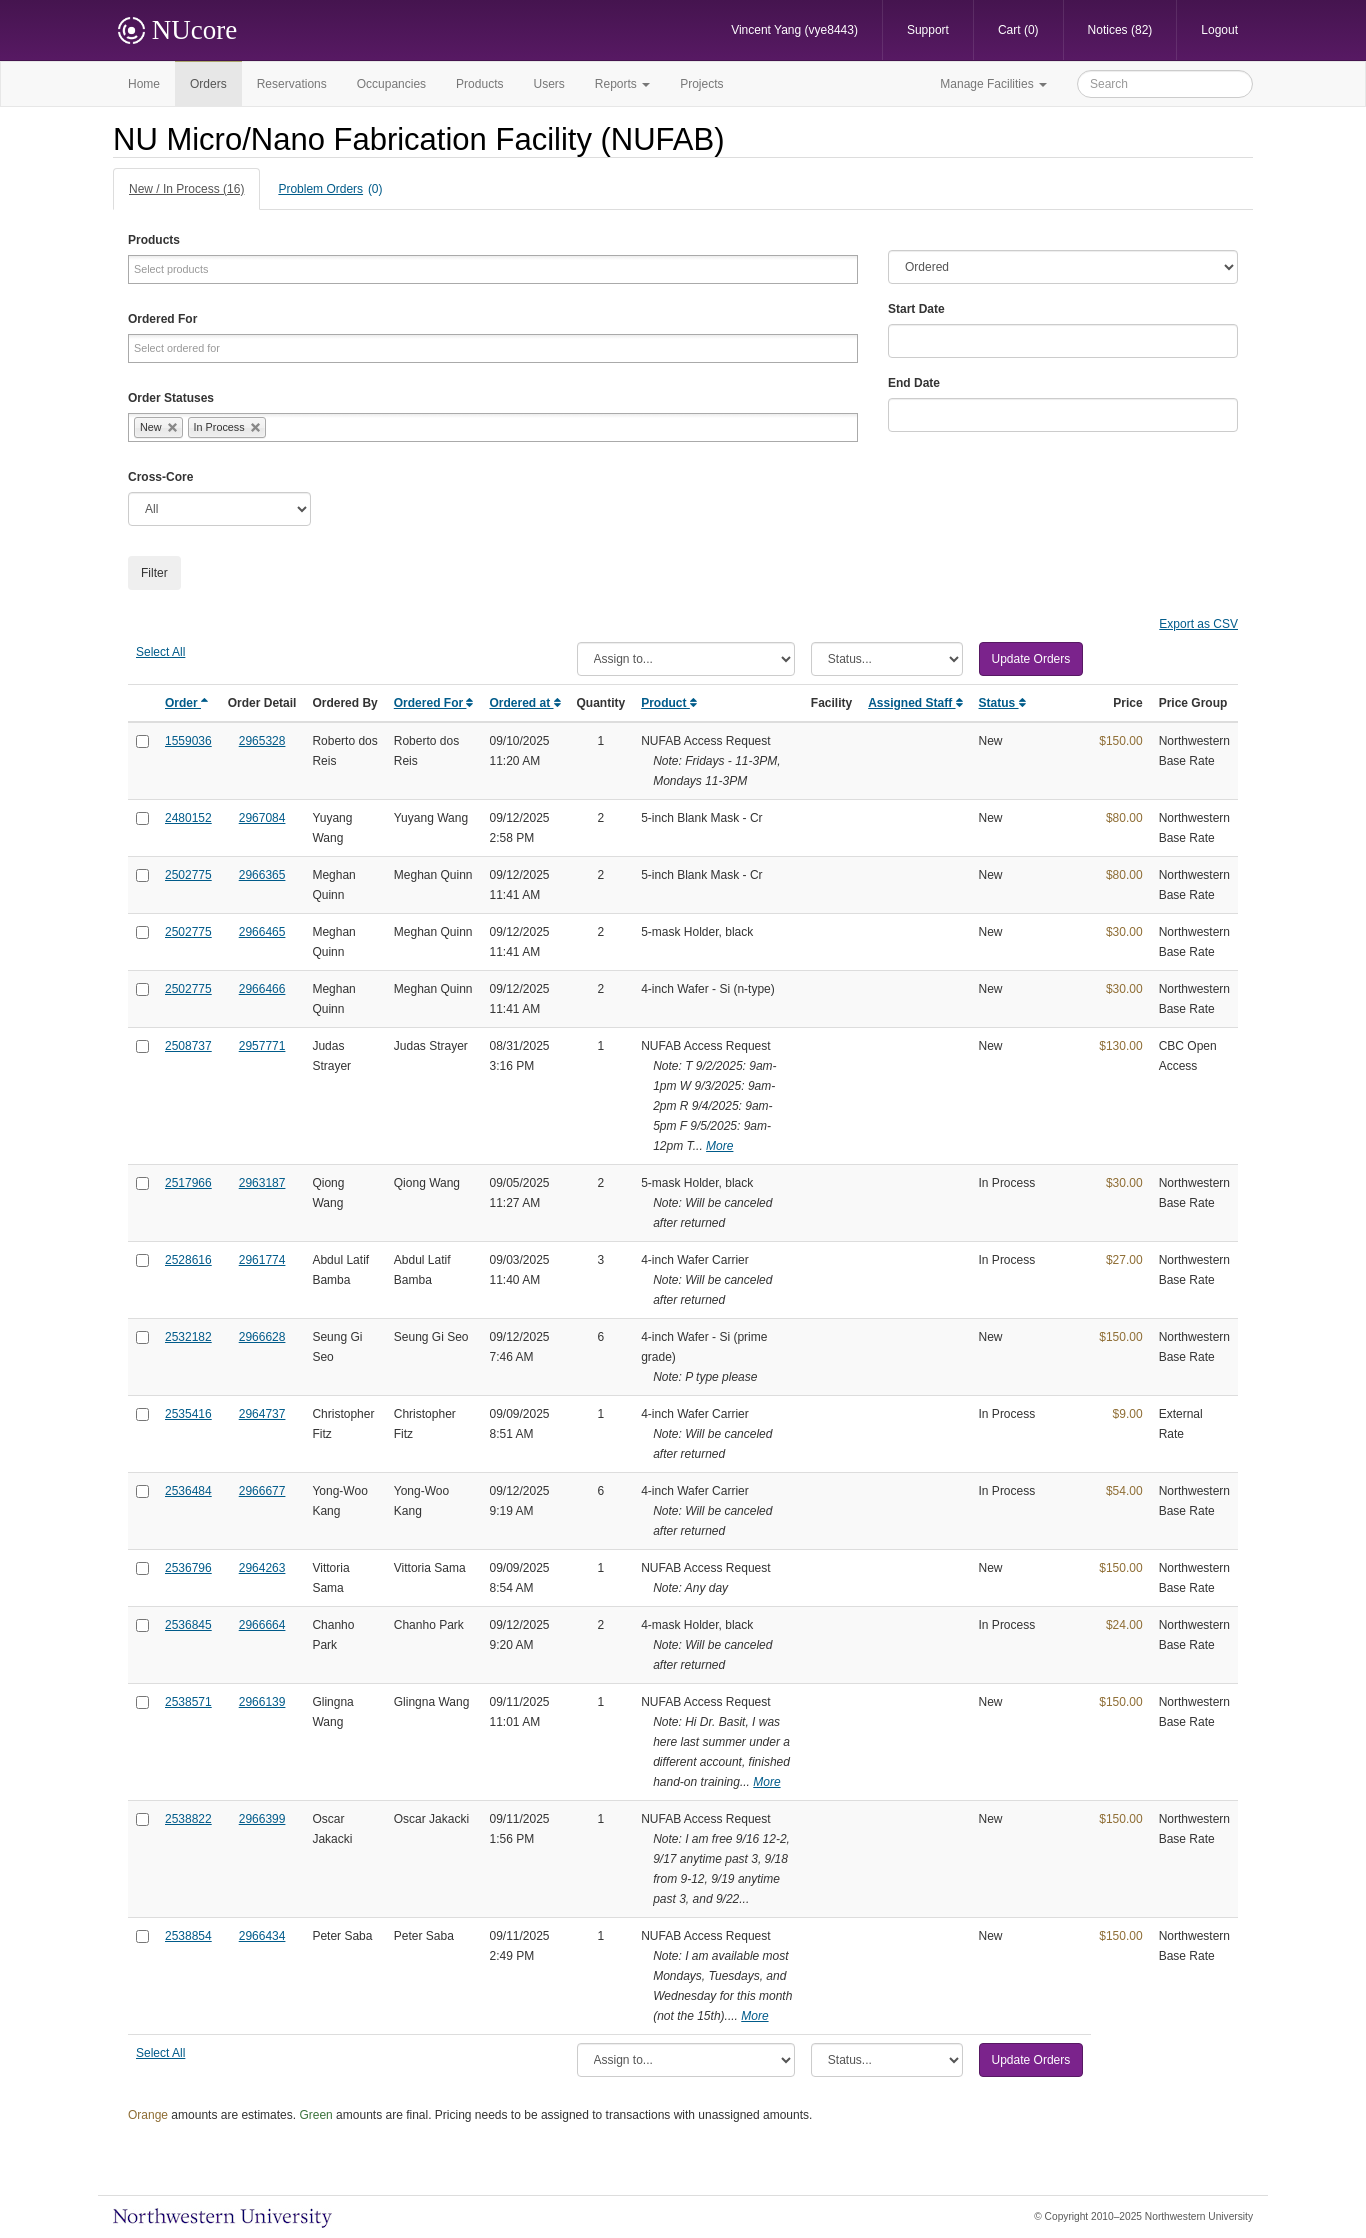 NUcore
Vincent Yang (vye8443) Support Cart (0) Notices (82) Logout
Home Orders Reservations Occupancies Products Users Reports Projects Manage Facilities Search
NU Micro/Nano Fabrication Facility (NUFAB)
New / In Process (16) Problem Orders (0)
Products
Select products
Ordered
Ordered For
Select ordered for
Start Date
End Date
Order Statuses
New In Process
Cross-Core
All
Filter
Export as CSV
Select All Assign to... Status... Update Orders
Order Order Detail Ordered By Ordered For Ordered at Quantity Product Facility Assigned Staff Status Price Price Group
1559036 2965328 Roberto dos Roberto dos 09/10/2025 1 NUFAB Access Request New $150.00 Northwestern
Reis Reis 11:20 AM Note: Fridays - 11-3PM, Base Rate
Mondays 11-3PM
2480152 2967084 Yuyang Yuyang Wang 09/12/2025 2 5-inch Blank Mask - Cr New $80.00 Northwestern
Wang 2:58 PM Base Rate
2502775 2966365 Meghan Meghan Quinn 09/12/2025 2 5-inch Blank Mask - Cr New $80.00 Northwestern
Quinn 11:41 AM Base Rate
2502775 2966465 Meghan Meghan Quinn 09/12/2025 2 5-mask Holder, black New $30.00 Northwestern
Quinn 11:41 AM Base Rate
2502775 2966466 Meghan Meghan Quinn 09/12/2025 2 4-inch Wafer - Si (n-type) New $30.00 Northwestern
Quinn 11:41 AM Base Rate
2508737 2957771 Judas Judas Strayer 08/31/2025 1 NUFAB Access Request New $130.00 CBC Open
Strayer 3:16 PM Note: T 9/2/2025: 9am- Access
1pm W 9/3/2025: 9am-
2pm R 9/4/2025: 9am-
5pm F 9/5/2025: 9am-
12pm T... More
2517966 2963187 Qiong Qiong Wang 09/05/2025 2 5-mask Holder, black In Process $30.00 Northwestern
Wang 11:27 AM Note: Will be canceled Base Rate
after returned
2528616 2961774 Abdul Latif Abdul Latif 09/03/2025 3 4-inch Wafer Carrier In Process $27.00 Northwestern
Bamba Bamba 11:40 AM Note: Will be canceled Base Rate
after returned
2532182 2966628 Seung Gi Seung Gi Seo 09/12/2025 6 4-inch Wafer - Si (prime New $150.00 Northwestern
Seo 7:46 AM grade) Base Rate
Note: P type please
2535416 2964737 Christopher Christopher 09/09/2025 1 4-inch Wafer Carrier In Process $9.00 External
Fitz Fitz 8:51 AM Note: Will be canceled Rate
after returned
2536484 2966677 Yong-Woo Yong-Woo 09/12/2025 6 4-inch Wafer Carrier In Process $54.00 Northwestern
Kang Kang 9:19 AM Note: Will be canceled Base Rate
after returned
2536796 2964263 Vittoria Vittoria Sama 09/09/2025 1 NUFAB Access Request New $150.00 Northwestern
Sama 8:54 AM Note: Any day Base Rate
2536845 2966664 Chanho Chanho Park 09/12/2025 2 4-mask Holder, black In Process $24.00 Northwestern
Park 9:20 AM Note: Will be canceled Base Rate
after returned
2538571 2966139 Glingna Glingna Wang 09/11/2025 1 NUFAB Access Request New $150.00 Northwestern
Wang 11:01 AM Note: Hi Dr. Basit, I was Base Rate
here last summer under a
different account, finished
hand-on training... More
2538822 2966399 Oscar Oscar Jakacki 09/11/2025 1 NUFAB Access Request New $150.00 Northwestern
Jakacki 1:56 PM Note: I am free 9/16 12-2, Base Rate
9/17 anytime past 3, 9/18
from 9-12, 9/19 anytime
past 3, and 9/22...
2538854 2966434 Peter Saba Peter Saba 09/11/2025 1 NUFAB Access Request New $150.00 Northwestern
2:49 PM Note: I am available most Base Rate
Mondays, Tuesdays, and
Wednesday for this month
(not the 15th).... More
Select All Assign to... Status... Update Orders
Orange amounts are estimates. Green amounts are final. Pricing needs to be assigned to transactions with unassigned amounts.
Northwestern University © Copyright 2010–2025 Northwestern University